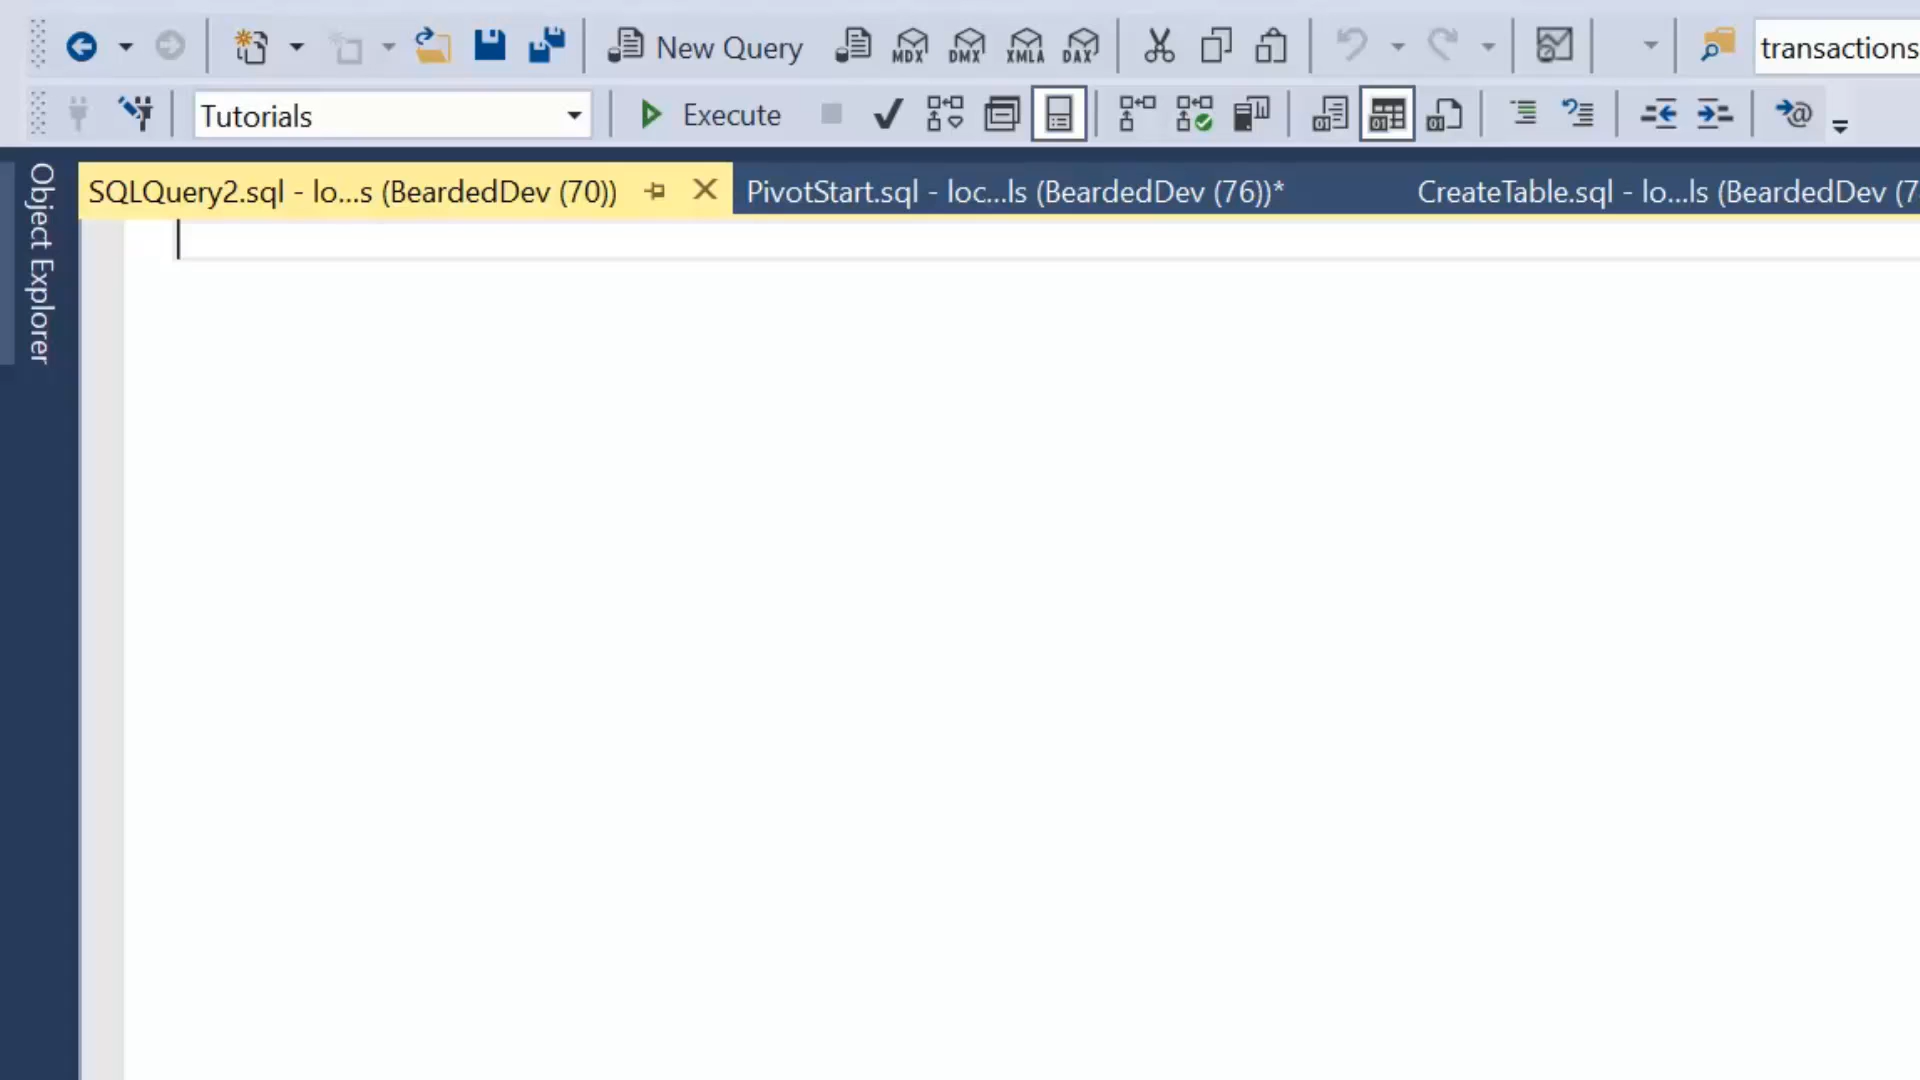 New Query MDX DMX XMLA DAX transactions
Tutorials Execute
Object Explorer
SQLQuery2.sql - lo...s (BeardedDev (70)) PivotStart.sql - loc...ls (BeardedDev (76))* CreateTable.sql - lo...ls (BeardedDev (7